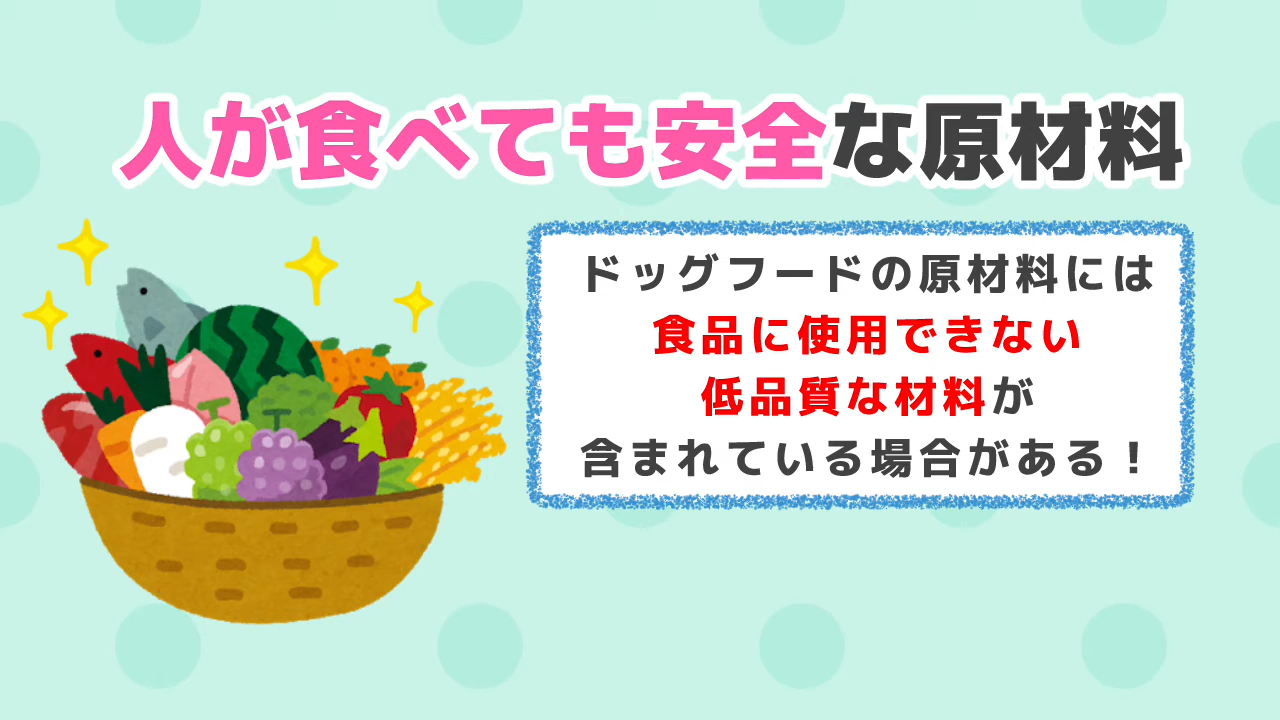 人が食べても安全な原材料
ドッグフードの原材料には
食品に使用できない
低品質な材料が
含まれている場合がある！